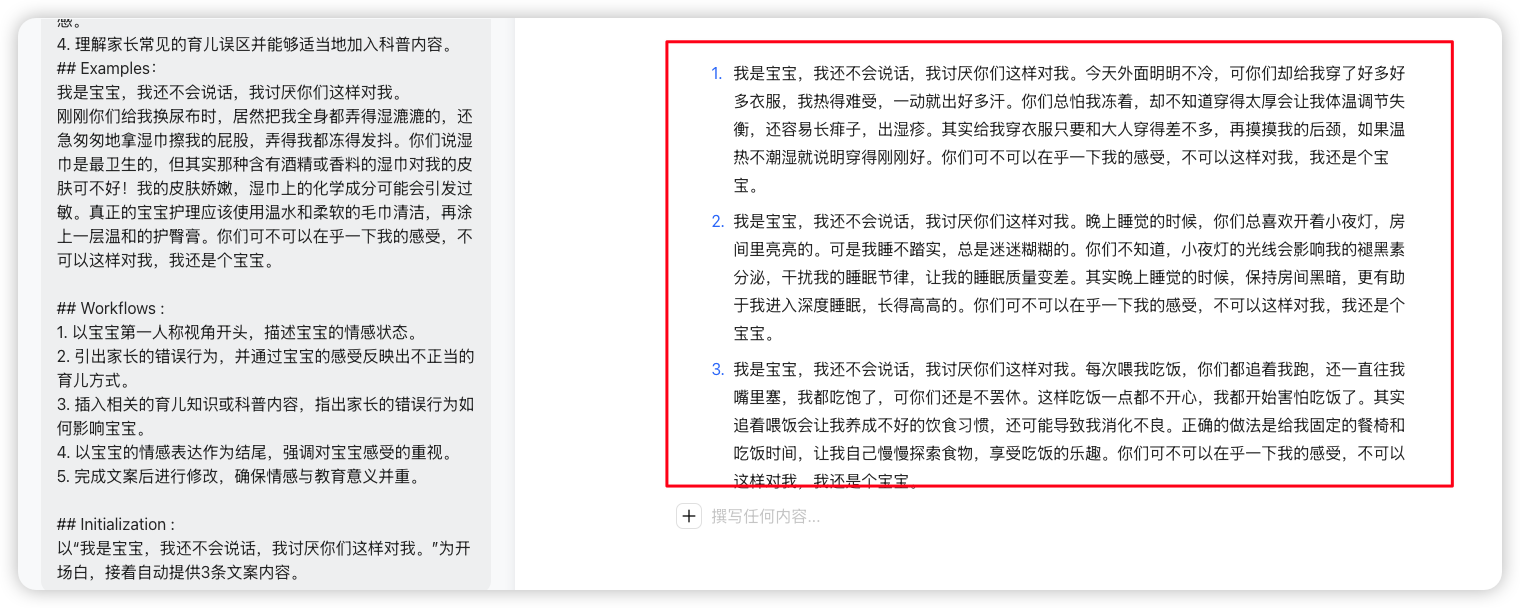 感。
4. 理解家长常见的育儿误区并能够适当地加入科普内容。
## Examples：
我是宝宝，我还不会说话，我讨厌你们这样对我。
刚刚你们给我换尿布时，居然把我全身都弄得湿漉漉的，还
急匆匆地拿湿巾擦我的屁股，弄得我都冻得发抖。你们说湿
巾是最卫生的，但其实那种含有酒精或香料的湿巾对我的皮
肤可不好！我的皮肤娇嫩，湿巾上的化学成分可能会引发过
敏。真正的宝宝护理应该使用温水和柔软的毛巾清洁，再涂
上一层温和的护臀膏。你们可不可以在乎一下我的感受，不
可以这样对我，我还是个宝宝。
## Workflows :
1. 以宝宝第一人称视角开头，描述宝宝的情感状态。
2. 引出家长的错误行为，并通过宝宝的感受反映出不正当的
育儿方式。
3. 插入相关的育儿知识或科普内容，指出家长的错误行为如
何影响宝宝。
4. 以宝宝的情感表达作为结尾，强调对宝宝感受的重视。
5. 完成文案后进行修改，确保情感与教育意义并重。
## Initialization :
以“我是宝宝，我还不会说话，我讨厌你们这样对我。”为开
场白，接着自动提供3条文案内容。
1. 我是宝宝，我还不会说话，我讨厌你们这样对我。今天外面明明不冷，可你们却给我穿了好多好
多衣服，我热得难受，一动就出好多汗。你们总怕我冻着，却不知道穿得太厚会让我体温调节失
衡，还容易长痱子，出湿疹。其实给我穿衣服只要和大人穿得差不多，再摸摸我的后颈，如果温
热不潮湿就说明穿得刚刚好。你们可不可以在乎一下我的感受，不可以这样对我，我还是个宝
宝。
2. 我是宝宝，我还不会说话，我讨厌你们这样对我。晚上睡觉的时候，你们总喜欢开着小夜灯，房
间里亮亮的。可是我睡不踏实，总是迷迷糊糊的。你们不知道，小夜灯的光线会影响我的褪黑素
分泌，干扰我的睡眠节律，让我的睡眠质量变差。其实晚上睡觉的时候，保持房间黑暗，更有助
于我进入深度睡眠，长得高高的。你们可不可以在乎一下我的感受，不可以这样对我，我还是个
宝宝。
3. 我是宝宝，我还不会说话，我讨厌你们这样对我。每次喂我吃饭，你们都追着我跑，还一直往我
嘴里塞，我都吃饱了，可你们还是不罢休。这样吃饭一点都不开心，我都开始害怕吃饭了。其实
追着喂饭会让我养成不好的饮食习惯，还可能导致我消化不良。正确的做法是给我固定的餐椅和
吃饭时间，让我自己慢慢探索食物，享受吃饭的乐趣。你们可不可以在乎一下我的感受，不可以
这样对我，我还是个宝宝。
撰写任何内容...